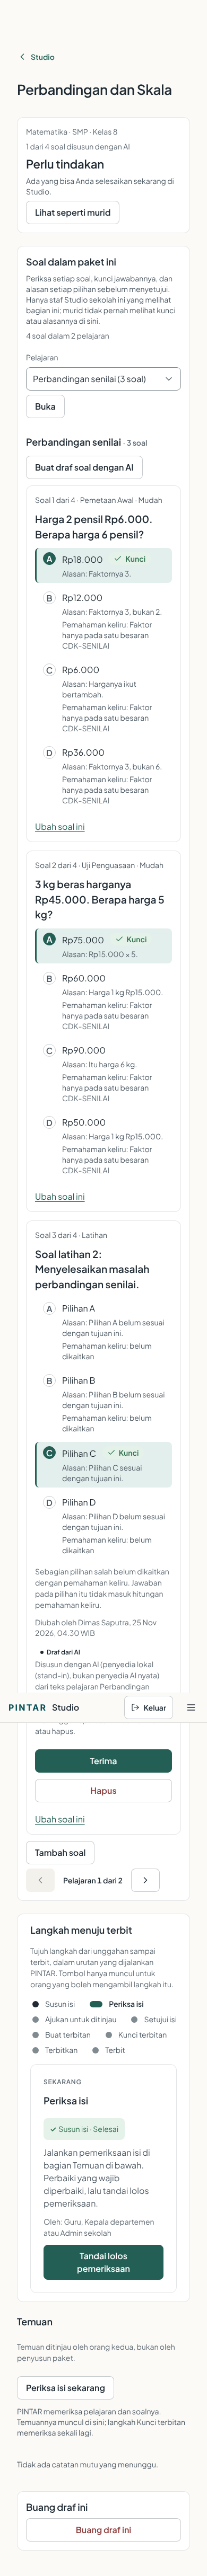 Studio
Perbandingan dan Skala
Matematika · SMP · Kelas 8
1 dari 4 soal disusun dengan AI
Perlu tindakan
Ada yang bisa Anda selesaikan sekarang di
Studio.
Lihat seperti murid
Soal dalam paket ini
Periksa setiap soal, kunci jawabannya, dan
alasan setiap pilihan sebelum menyetujui.
Hanya staf Studio sekolah ini yang melihat
bagian ini; murid tidak pernah melihat kunci
atau alasannya di sini.
4 soal dalam 2 pelajaran
Pelajaran
Perbandingan senilai (3 soal)
Buka
Perbandingan senilai · 3 soal
Buat draf soal dengan AI
Soal 1 dari 4 · Pemetaan Awal · Mudah
Harga 2 pensil Rp6.000.
Berapa harga 6 pensil?
A Rp18.000 Kunci
Alasan: Faktornya 3.
B Rp12.000
Alasan: Faktornya 3, bukan 2.
Pemahaman keliru: Faktor
hanya pada satu besaran
CDK-SENILAI
C Rp6.000
Alasan: Harganya ikut
bertambah.
Pemahaman keliru: Faktor
hanya pada satu besaran
CDK-SENILAI
D Rp36.000
Alasan: Faktornya 3, bukan 6.
Pemahaman keliru: Faktor
hanya pada satu besaran
CDK-SENILAI
Ubah soal ini
Soal 2 dari 4 · Uji Penguasaan · Mudah
3 kg beras harganya
Rp45.000. Berapa harga 5
kg?
A Rp75.000 Kunci
Alasan: Rp15.000 × 5.
B Rp60.000
Alasan: Harga 1 kg Rp15.000.
Pemahaman keliru: Faktor
hanya pada satu besaran
CDK-SENILAI
C Rp90.000
Alasan: Itu harga 6 kg.
Pemahaman keliru: Faktor
hanya pada satu besaran
CDK-SENILAI
D Rp50.000
Alasan: Harga 1 kg Rp15.000.
Pemahaman keliru: Faktor
hanya pada satu besaran
CDK-SENILAI
Ubah soal ini
Soal 3 dari 4 · Latihan
Soal latihan 2:
Menyelesaikan masalah
perbandingan senilai.
A Pilihan A
Alasan: Pilihan A belum sesuai
dengan tujuan ini.
Pemahaman keliru: belum
dikaitkan
B Pilihan B
Alasan: Pilihan B belum sesuai
dengan tujuan ini.
Pemahaman keliru: belum
dikaitkan
C Pilihan C Kunci
Alasan: Pilihan C sesuai
dengan tujuan ini.
D Pilihan D
Alasan: Pilihan D belum sesuai
dengan tujuan ini.
Pemahaman keliru: belum
dikaitkan
Sebagian pilihan salah belum dikaitkan
dengan pemahaman keliru. Jawaban
pada pilihan itu tidak masuk hitungan
pemahaman keliru.
Diubah oleh Dimas Saputra, 25 Nov
2026, 04.30 WIB
Draf dari AI
Disusun dengan AI (penyedia lokal
(stand-in), bukan penyedia AI nyata)
dari teks pelajaran Perbandingan
PINTAR Studio Keluar
atau hapus.
Terima
Hapus
Ubah soal ini
Tambah soal
Pelajaran 1 dari 2
Langkah menuju terbit
Tujuh langkah dari unggahan sampai
terbit, dalam urutan yang dijalankan
PINTAR. Tombol hanya muncul untuk
orang yang boleh mengambil langkah itu.
Susun isi Periksa isi
Ajukan untuk ditinjau Setujui isi
Buat terbitan Kunci terbitan
Terbitkan Terbit
SEKARANG
Periksa isi
Susun isi · Selesai
Jalankan pemeriksaan isi di
bagian Temuan di bawah.
Perbaiki yang wajib
diperbaiki, lalu tandai lolos
pemeriksaan.
Oleh: Guru, Kepala departemen
atau Admin sekolah
Tandai lolos
pemeriksaan
Temuan
Temuan ditinjau oleh orang kedua, bukan oleh
penyusun paket.
Periksa isi sekarang
PINTAR memeriksa pelajaran dan soalnya.
Temuannya muncul di sini; langkah Kunci terbitan
memeriksa sekali lagi.
Tidak ada catatan mutu yang menunggu.
Buang draf ini
Buang draf ini